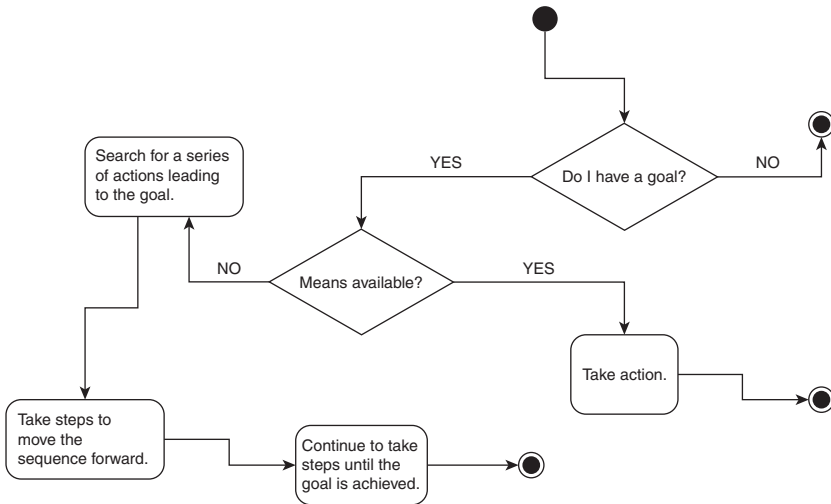 Do I have a goal?
YES
NO
Search for a series
of actions leading
to the goal.
Means available?
NO
YES
Take action.
Take steps to
move the
sequence forward.
Continue to take
steps until the
goal is achieved.